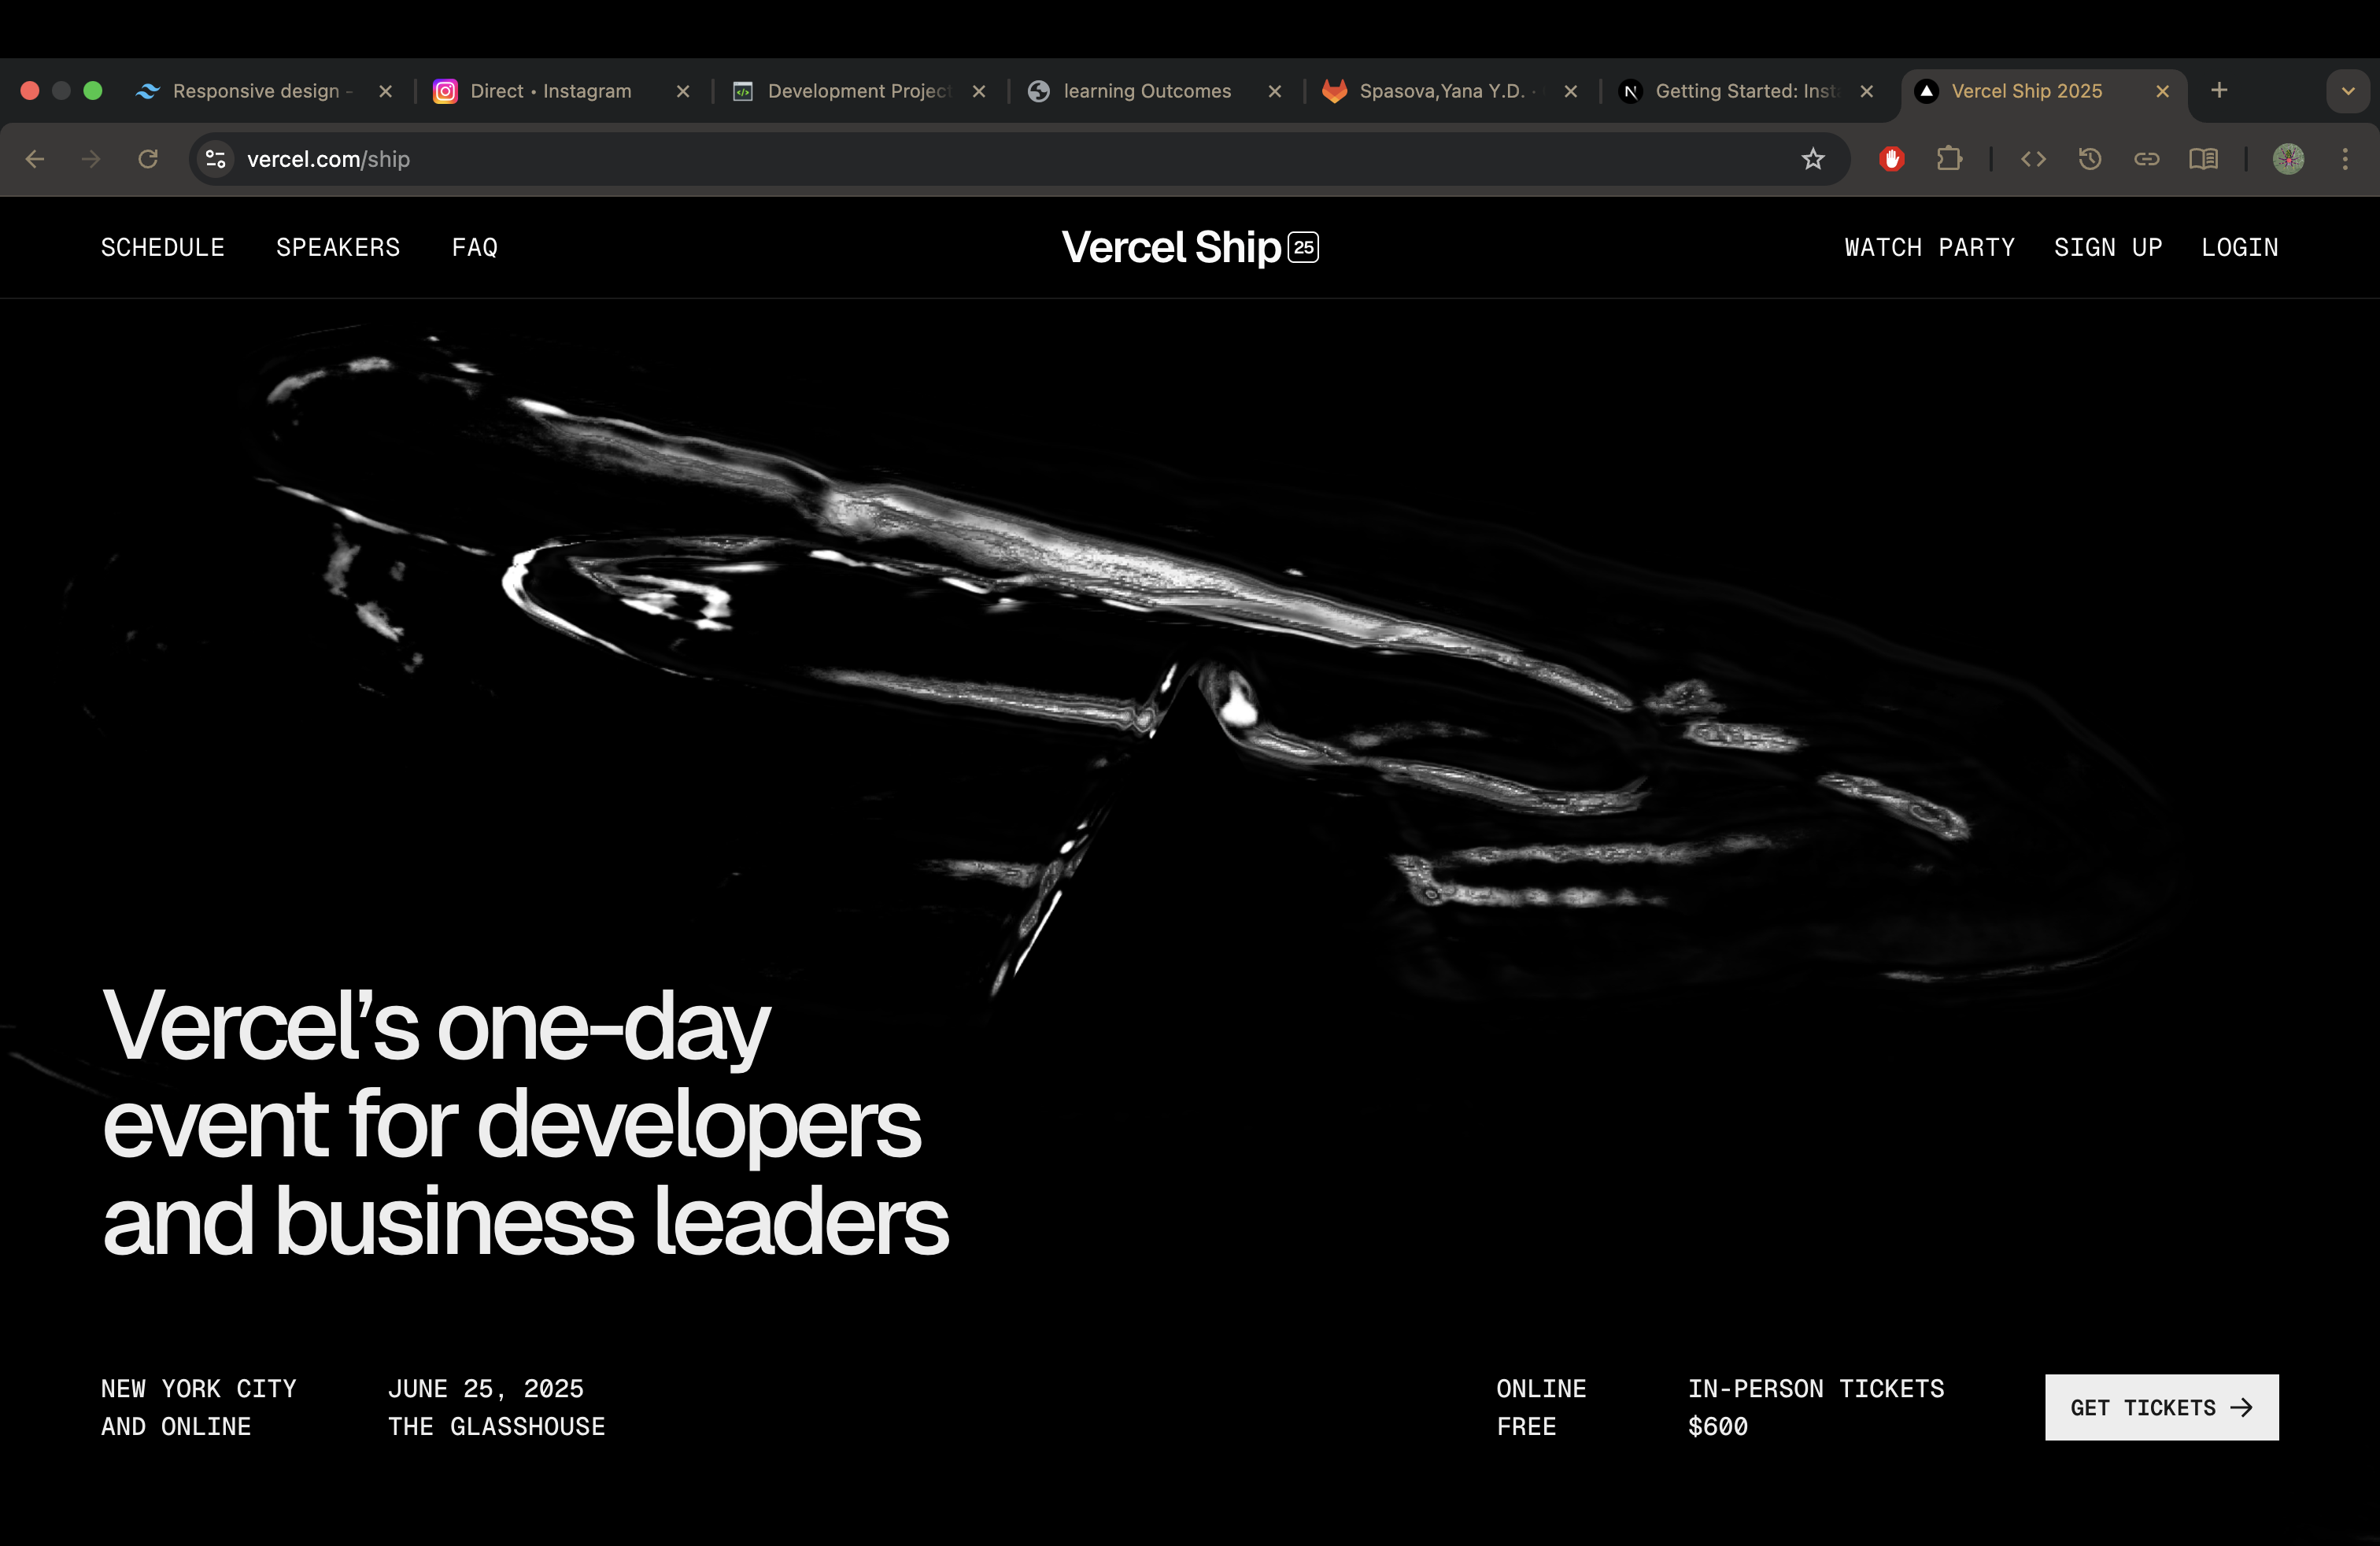 Responsive design -
Direct • Instagram
Development Project
learning Outcomes
Spasova,Yana Y.D. ·
Getting Started: Insta
Vercel Ship 2025
vercel.com/ship
SCHEDULE
SPEAKERS
FAQ
Vercel Ship 25
WATCH PARTY
SIGN UP
LOGIN
Vercel’s one-day
event for developers
and business leaders
NEW YORK CITY
AND ONLINE
JUNE 25, 2025
THE GLASSHOUSE
ONLINE
FREE
IN-PERSON TICKETS
$600
GET TICKETS →